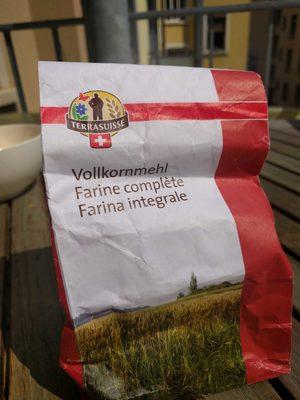 TERRASUISSE
Vollkornmehl
Farine complète
Farina integrale